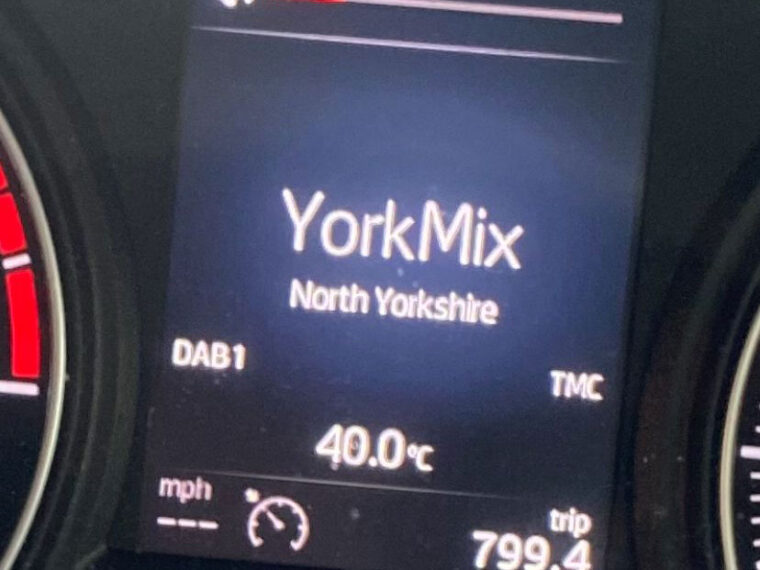 YorkMix
North Yorkshire
DAB1
TMC
40.0°C
mph
---
trip
799.4